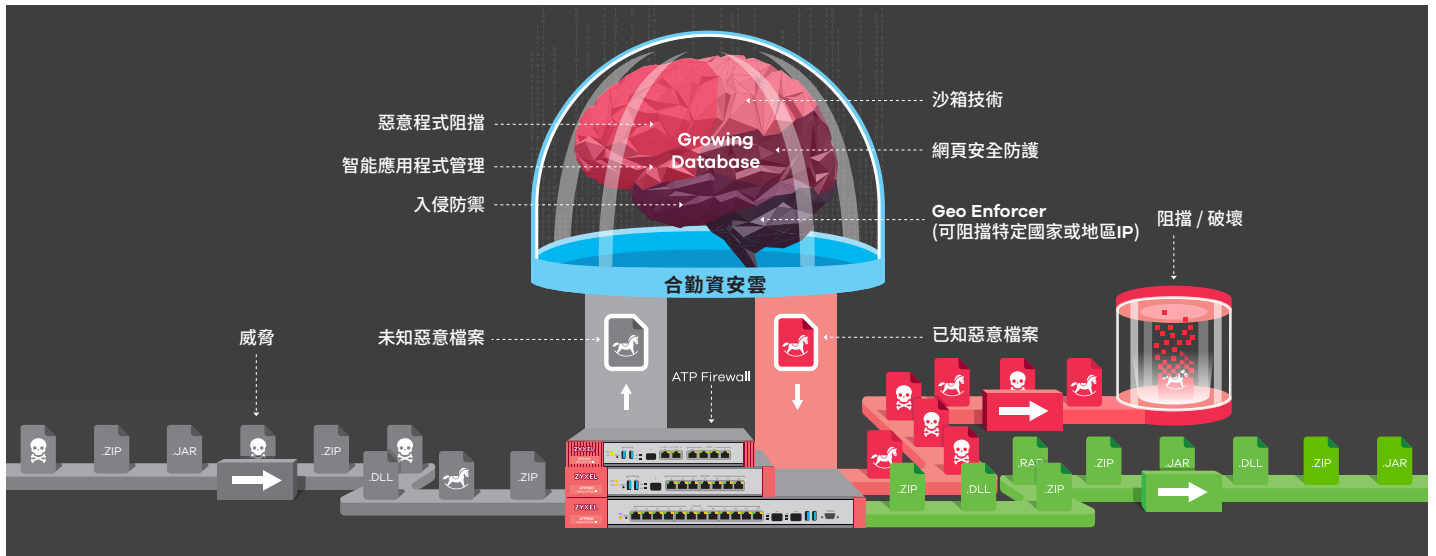 沙箱技術
惡意程式阻擋
Growing
Database
網頁安全防護
智能應用程式管理
入侵防禦
Geo Enforcer
(可阻擋特定國家或地區IP)
阻擋 / 破壞
合勤資安雲
威脅
未知惡意檔案
已知惡意檔案
ATP Firewall
.ZIP
.JAR
.ZIP
.DLL
.ZIP
ZYXEL
ZYXEL
ZYXEL
.RAR
.ZIP
.JAR
.DLL
.ZIP
.JAR
.ZIP
.DLL
.ZIP